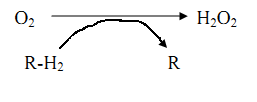 O₂ H₂O₂
R-H₂ R